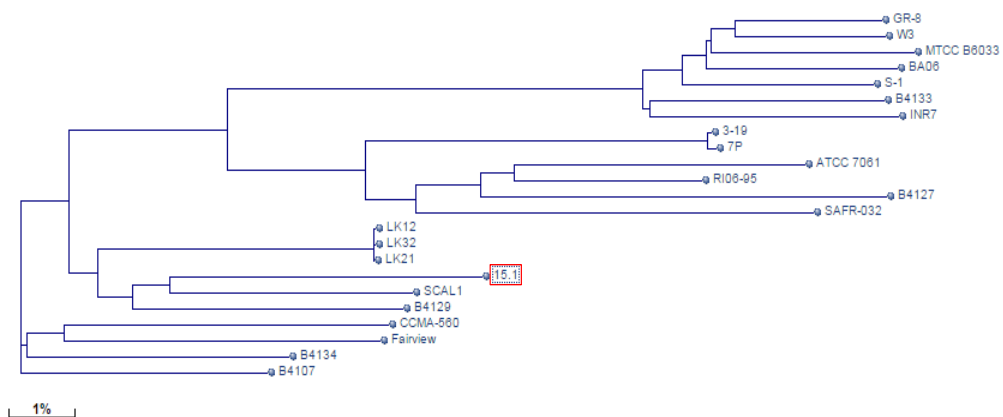 GR-8
W3
MTCC B6033
BA06
S-1
B4133
INR7
3-19
7P
ATCC 7061
RI06-95
B4127
SAFR-032
LK12
LK32
LK21
15.1
SCAL1
B4129
CCMA-560
Fairview
B4134
B4107
1%